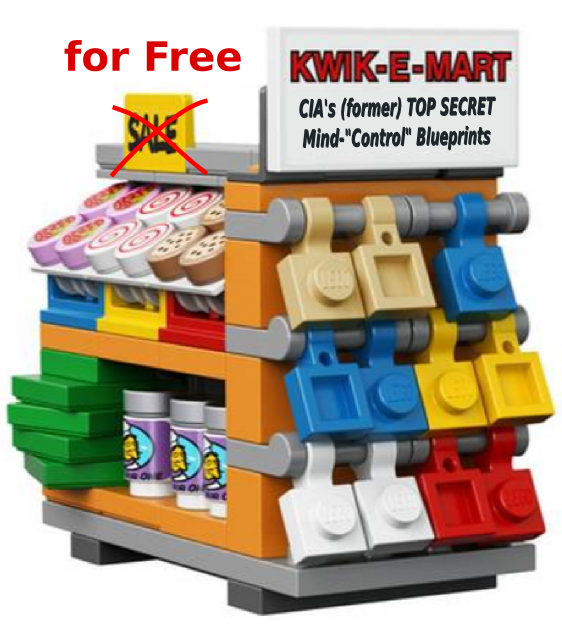 for Free
SALE
KWIK-E-MART
CIA's (former) TOP SECRET
Mind-"Control" Blueprints